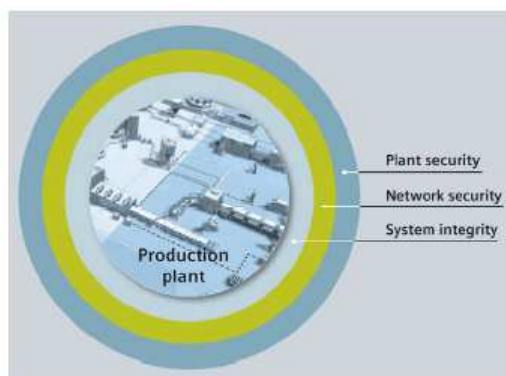 Plant security
Network security
System integrity
Production
plant